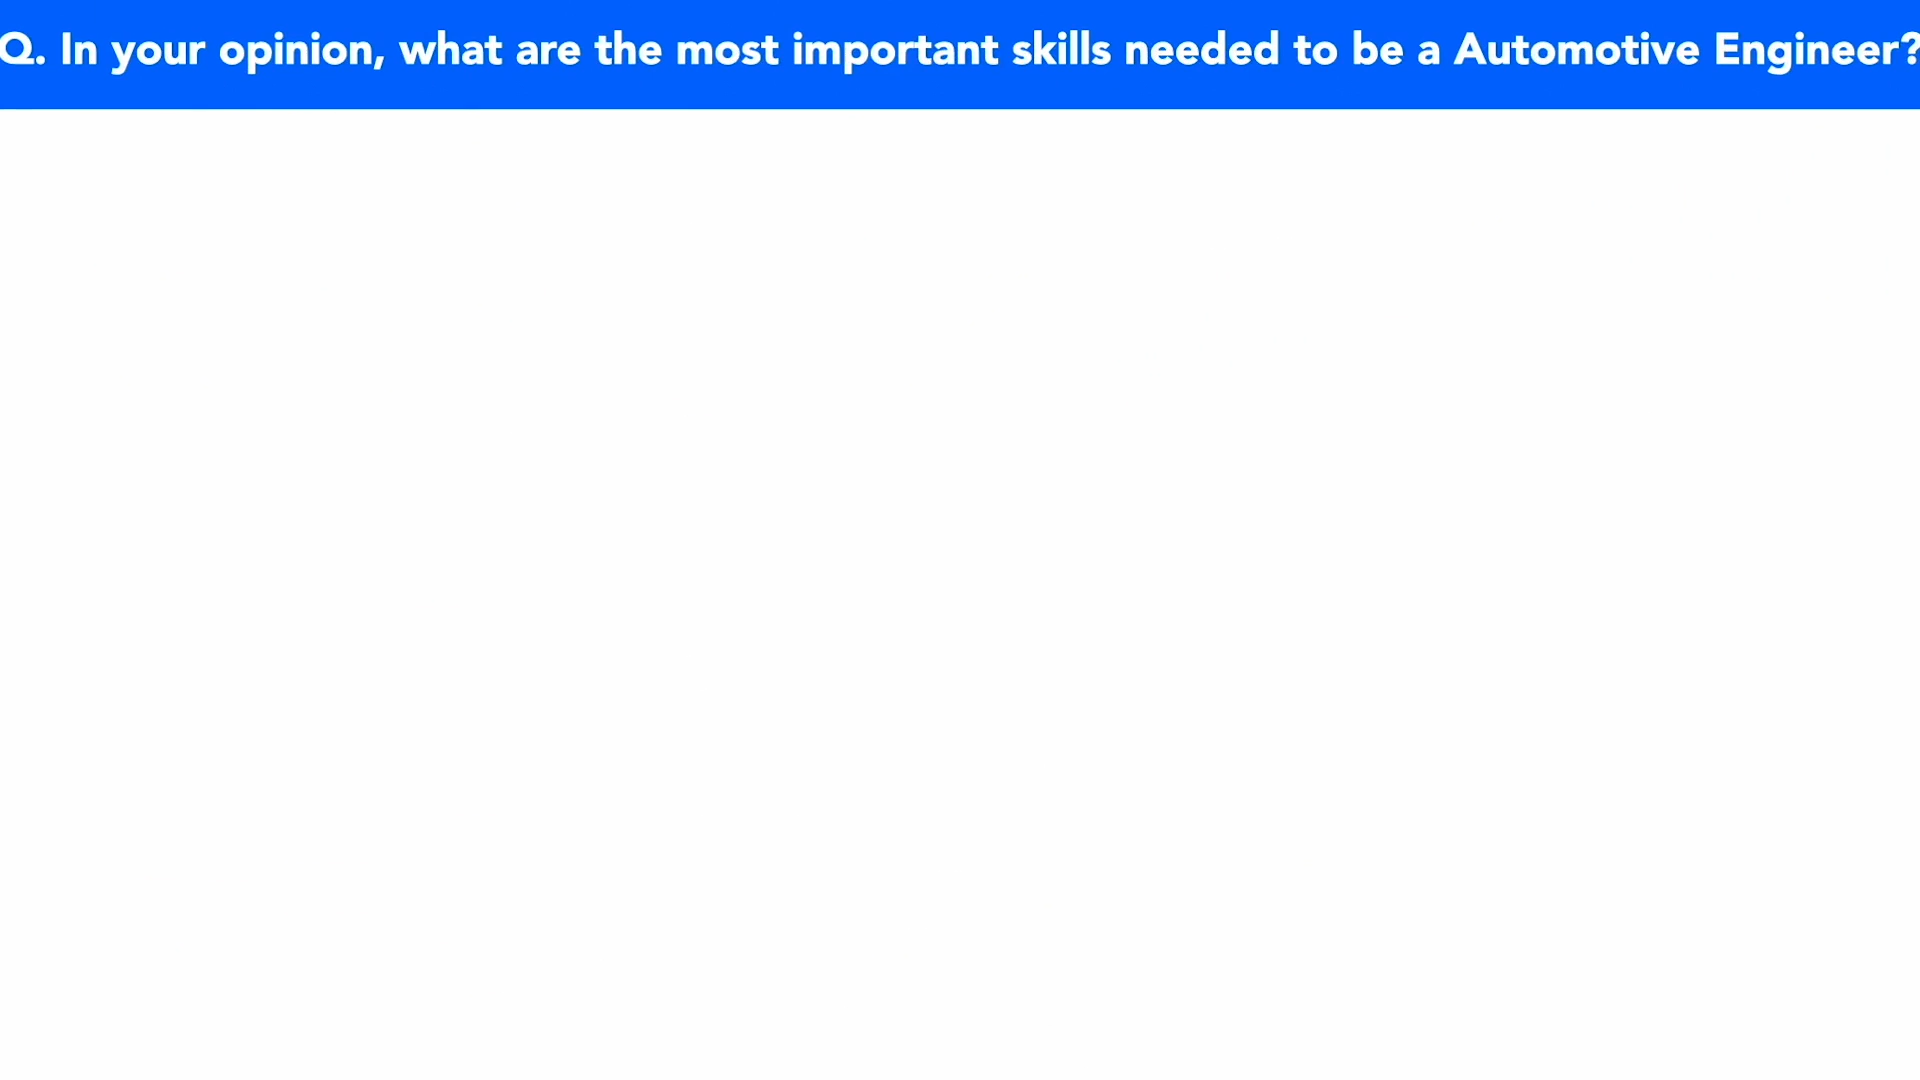 Q. In your opinion, what are the most important skills needed to be a Automotive Engineer?